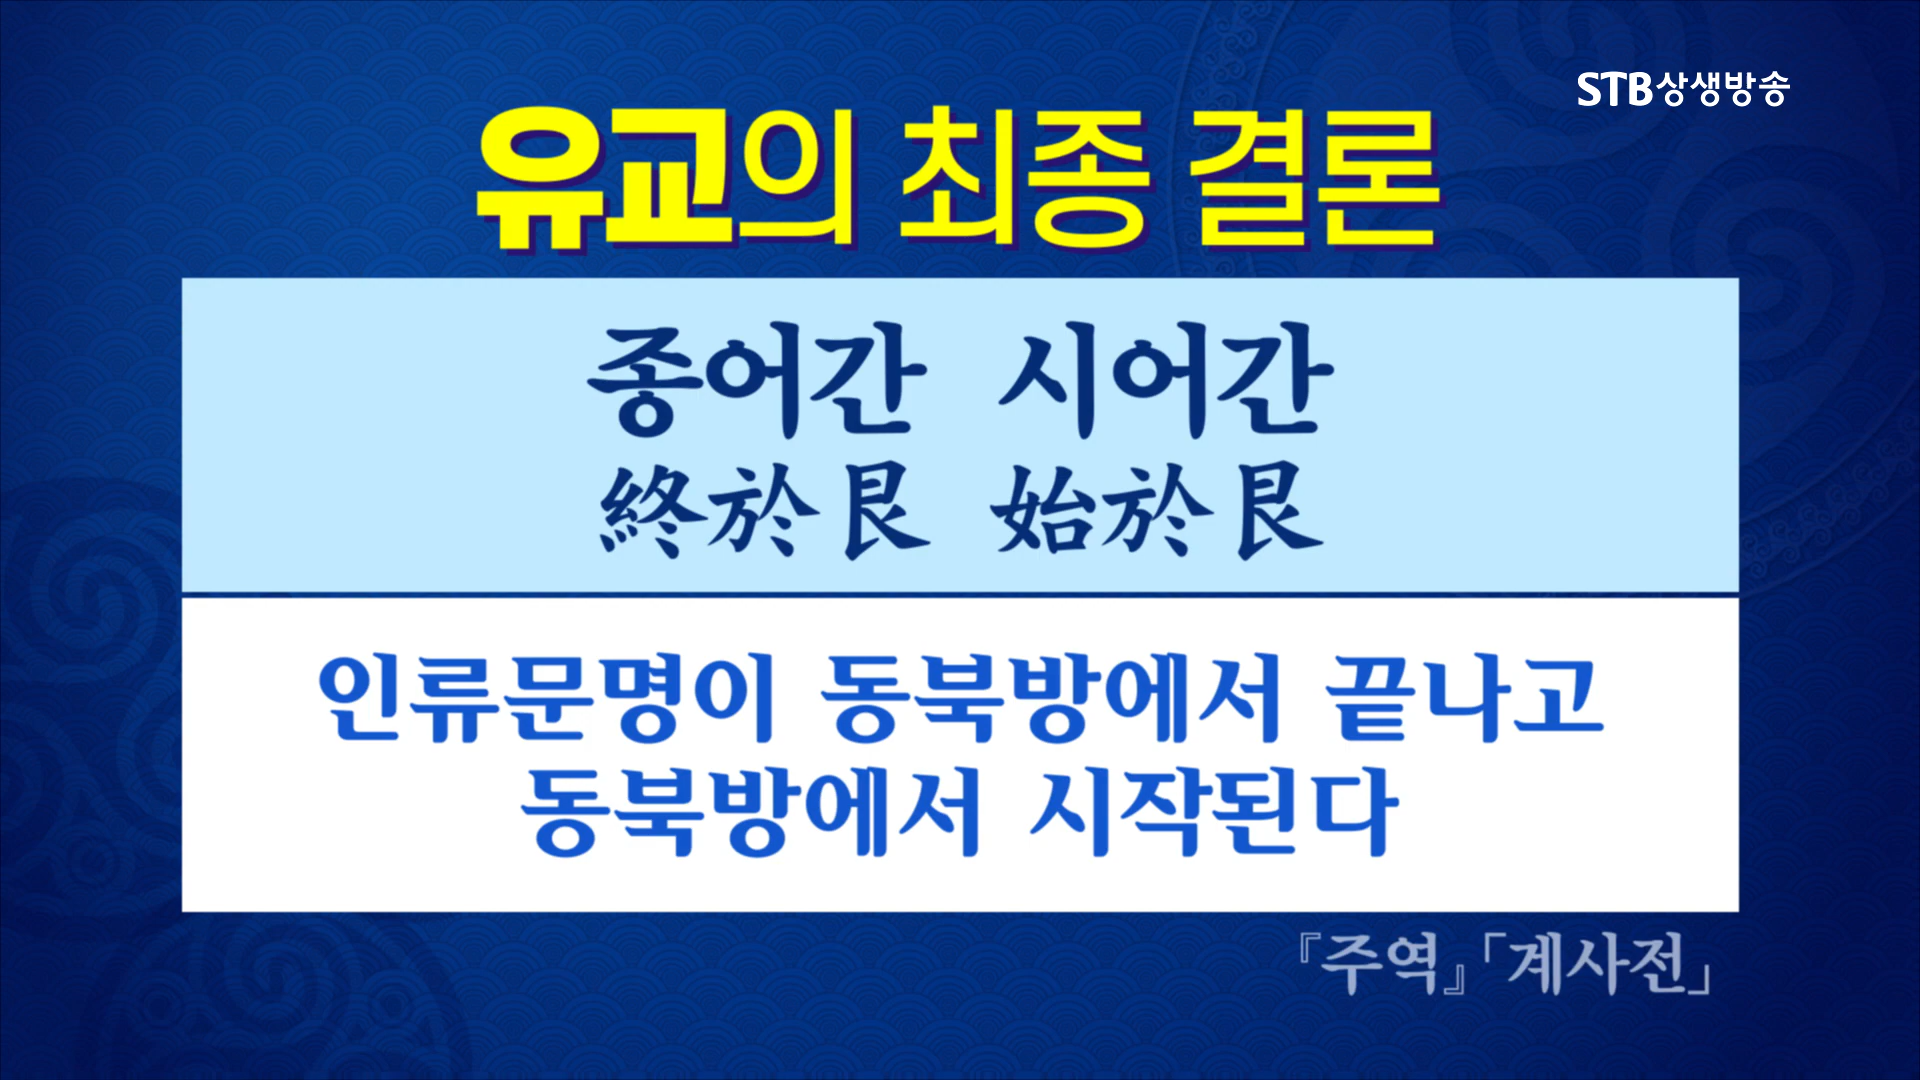 STB상생방송
유교의 최종 결론
종어간 시어간
終於艮 始於艮
인류문명이 동북방에서 끝나고
동북방에서 시작된다
『주역』「계사전」